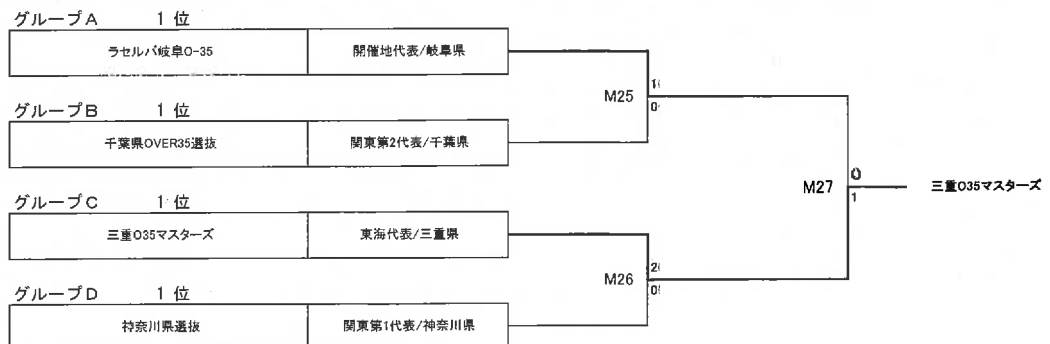 グループA 1 位
ラセルバ岐阜O-35 開催地代表/岐阜県
M25
1(
0(
グループB 1 位
千葉県OVER35選抜 関東第2代表/千葉県
M27
0
1
三重O35マスターズ
グループC 1 位
三重O35マスターズ 東海代表/三重県
M26
2(
0(
グループD 1 位
神奈川県選抜 関東第1代表/神奈川県